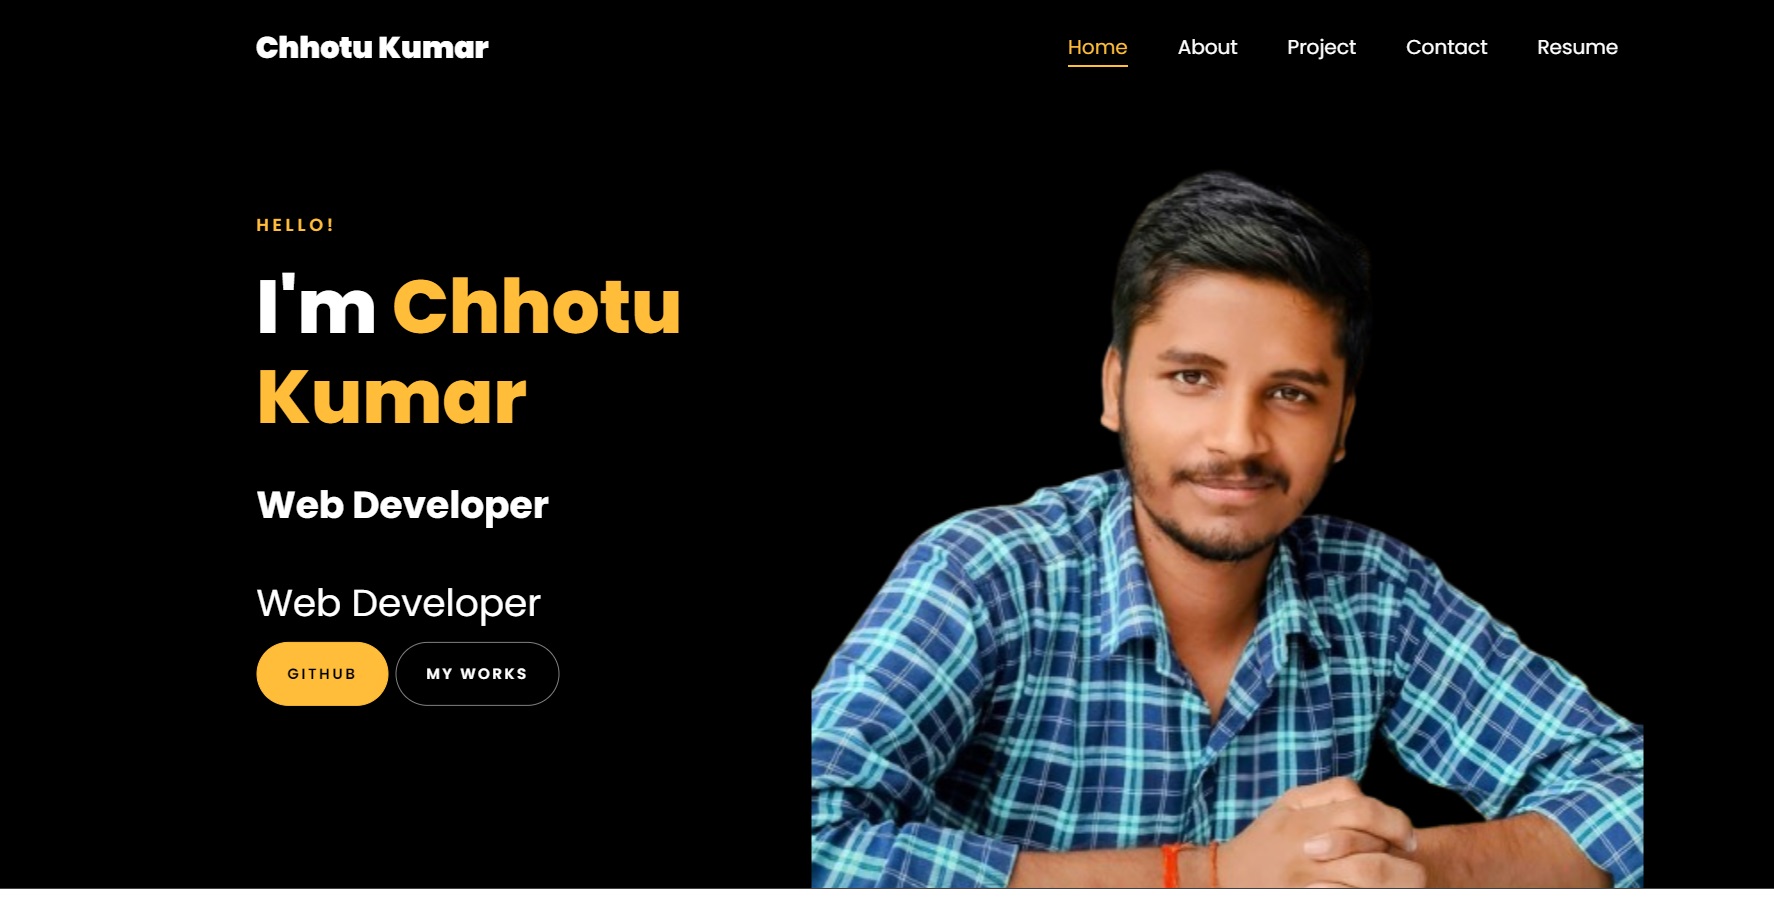 Chhotu Kumar
Home About Project Contact Resume
HELLO!
I'm Chhotu
Kumar
Web Developer
Web Developer
GITHUB MY WORKS